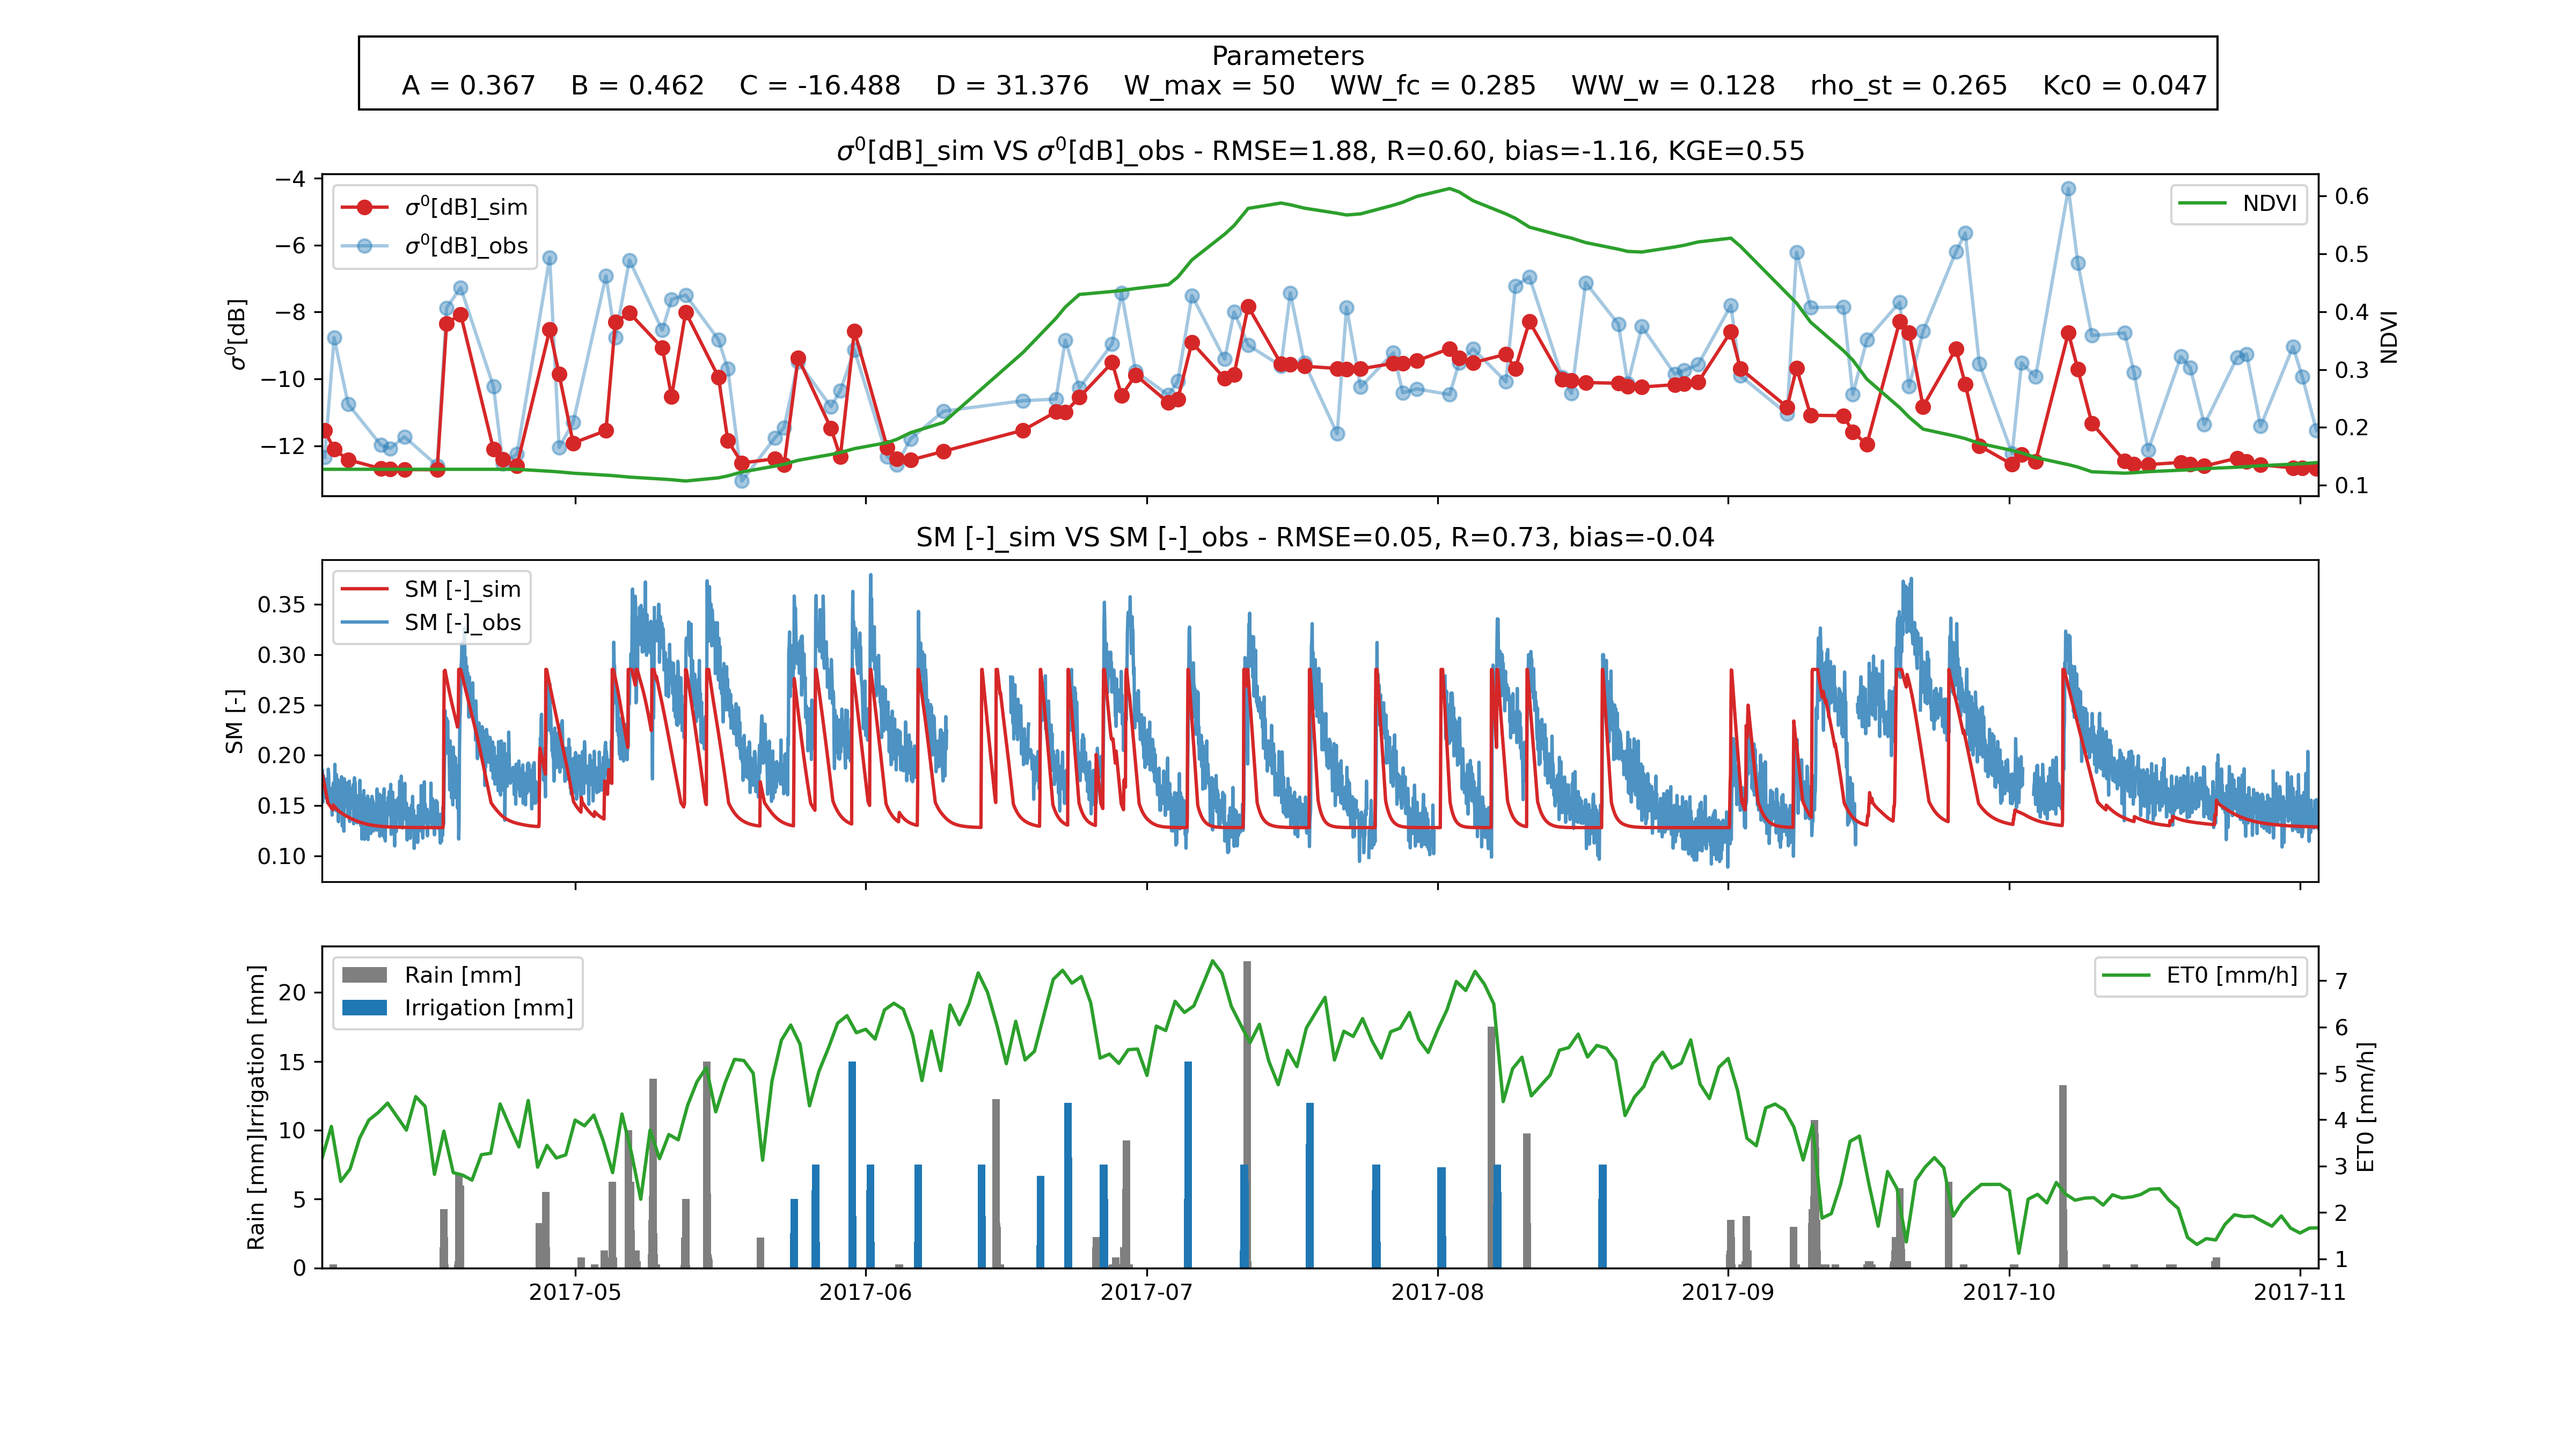 Parameters
A = 0.367 B = 0.462 C = -16.488 D = 31.376 W_max = 50 WW_fc = 0.285 WW_w = 0.128 rho_st = 0.265 Kc0 = 0.047
σ⁰[dB]_sim VS σ⁰[dB]_obs - RMSE=1.88, R=0.60, bias=-1.16, KGE=0.55
σ⁰[dB]_sim
σ⁰[dB]_obs
NDVI
σ⁰[dB]
−4
−6
−8
−10
−12
0.6
0.5
0.4
0.3
0.2
0.1
NDVI
SM [-]_sim VS SM [-]_obs - RMSE=0.05, R=0.73, bias=-0.04
SM [-]_sim
SM [-]_obs
SM [-]
0.35
0.30
0.25
0.20
0.15
0.10
Rain [mm]
Irrigation [mm]
ET0 [mm/h]
Rain [mm]Irrigation [mm]
20
15
10
5
0
7
6
5
4
3
2
1
ET0 [mm/h]
2017-05 2017-06 2017-07 2017-08 2017-09 2017-10 2017-11